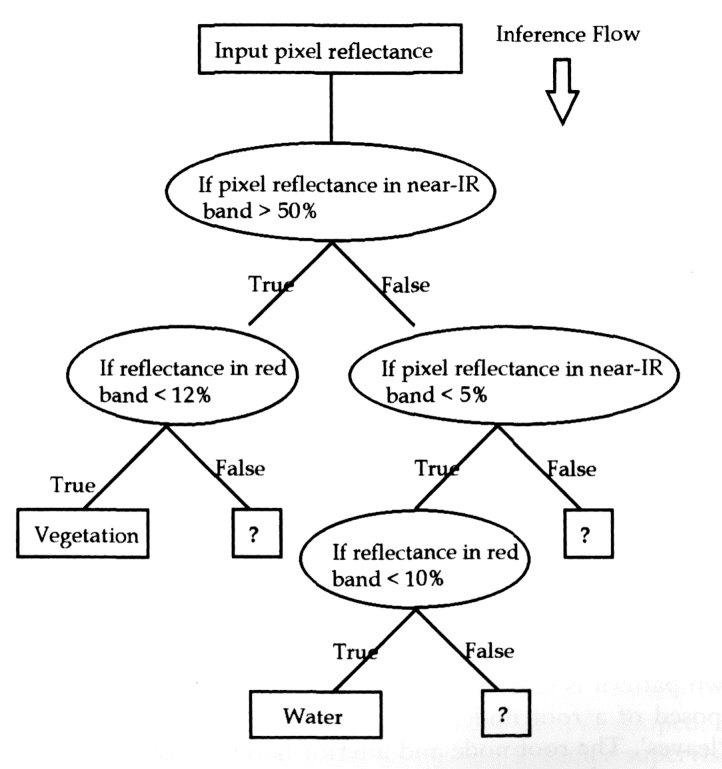 Input pixel reflectance
Inference Flow
If pixel reflectance in near-IR
band > 50%
True
False
If reflectance in red
band < 12%
If pixel reflectance in near-IR
band < 5%
True
False
True
False
Vegetation
?
If reflectance in red
band < 10%
?
True
False
Water
?